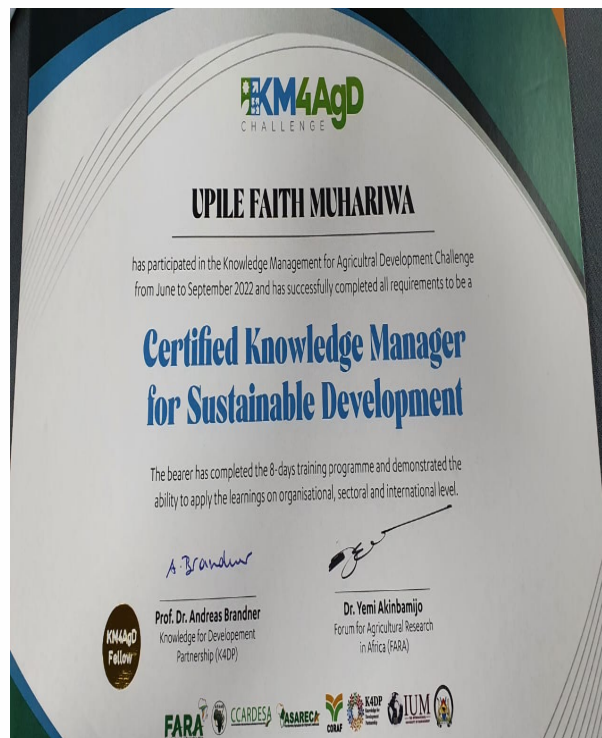 KM4AgD
CHALLENGE
UPILE FAITH MUHARIWA
has participated in the Knowledge Management for Agricultral Development Challenge
from June to September 2022 and has successfully completed all requirements to be a
Certified Knowledge Manager
for Sustainable Development
The bearer has completed the 8-days training programme and demonstrated the
ability to apply the learnings on organisational, sectoral and international level.
A. Brandner
Prof. Dr. Andreas Brandner
Knowledge for Developement
Partnership (K4DP)
Dr. Yemi Akinbamijo
Forum for Agricultural Research
in Africa (FARA)
KM4AgD
Fellow
FARA CCARDESA ASARECA CORAF K4DP IUM